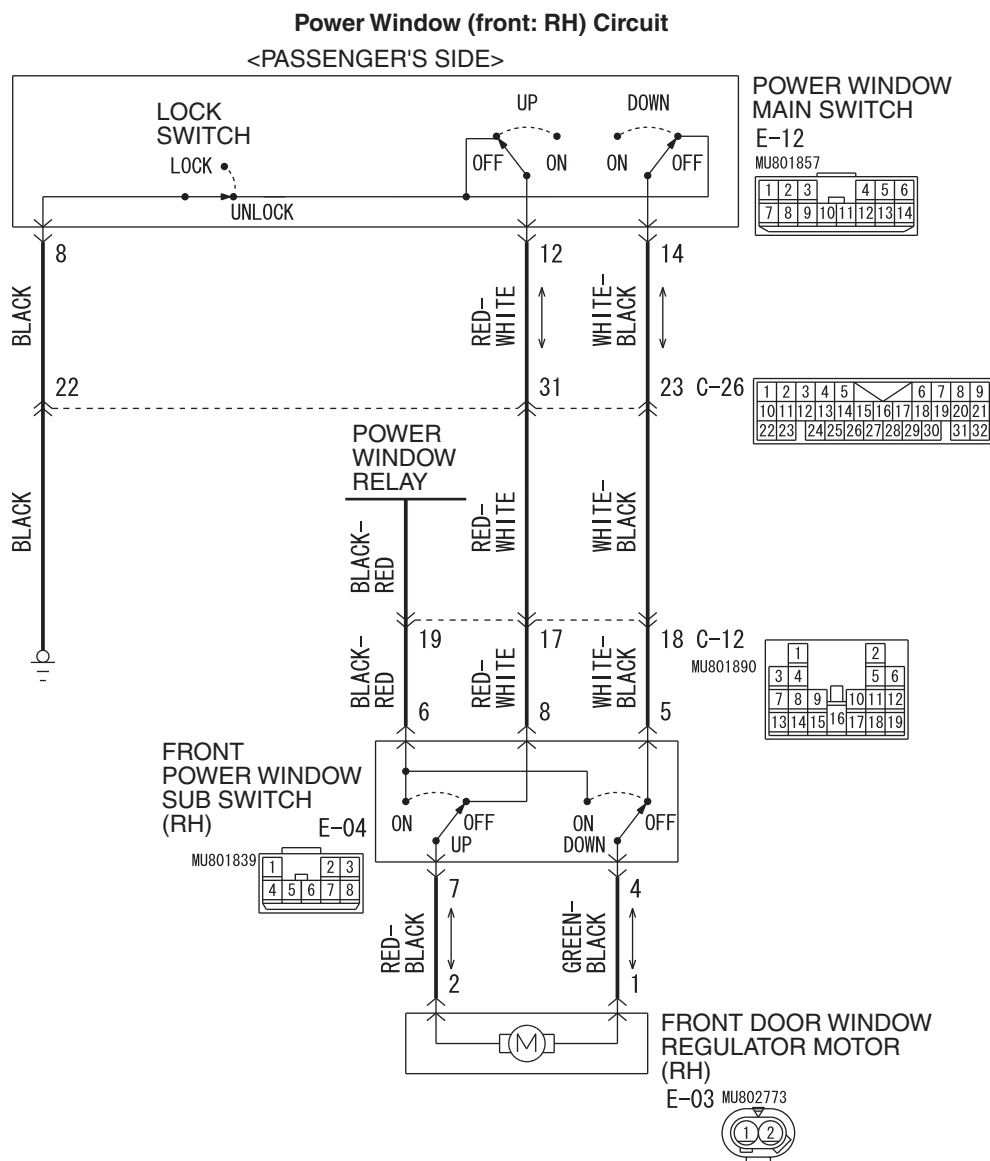 Power Window (front: RH) Circuit
<PASSENGER'S SIDE>
POWER WINDOW
MAIN SWITCH
E-12
MU801857
1 2 3 4 5 6
7 8 9 10 11 12 13 14
LOCK
SWITCH
LOCK
UNLOCK
UP
OFF ON
DOWN
ON OFF
8 12 14
BLACK
RED-
WHITE
WHITE-
BLACK
22 31 23 C-26
1 2 3 4 5 6 7 8 9
10 11 12 13 14 15 16 17 18 19 20 21
22 23 24 25 26 27 28 29 30 31 32
POWER
WINDOW
RELAY
BLACK
BLACK-
RED
RED-
WHITE
WHITE-
BLACK
19 17 18 C-12
MU801890
1 2
3 4 5 6
7 8 9 10 11 12
13 14 15 16 17 18 19
BLACK-
RED
RED-
WHITE
WHITE-
BLACK
6 8 5
FRONT
POWER WINDOW
SUB SWITCH
(RH)
E-04
MU801839
1 2 3
4 5 6 7 8
ON OFF
UP
ON OFF
DOWN
7 4
RED-
BLACK
GREEN-
BLACK
2 1
M
FRONT DOOR WINDOW
REGULATOR MOTOR
(RH)
E-03 MU802773
1 2